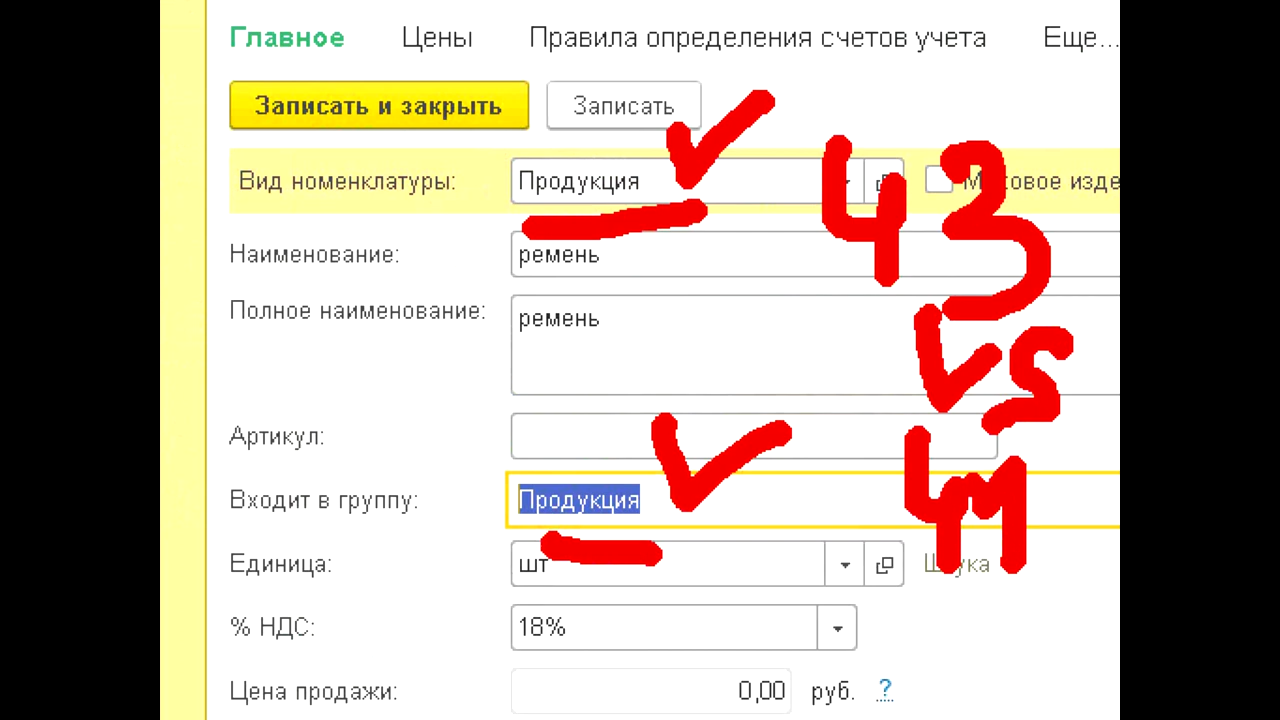 Главное Цены Правила определения счетов учета Еще...
Записать и закрыть Записать
Вид номенклатуры: Продукция 43
Наименование: ремень
Полное наименование: ремень
Артикул:
Входит в группу: Продукция 41
Единица: шт
% НДС: 18%
Цена продажи: 0,00 руб. ?